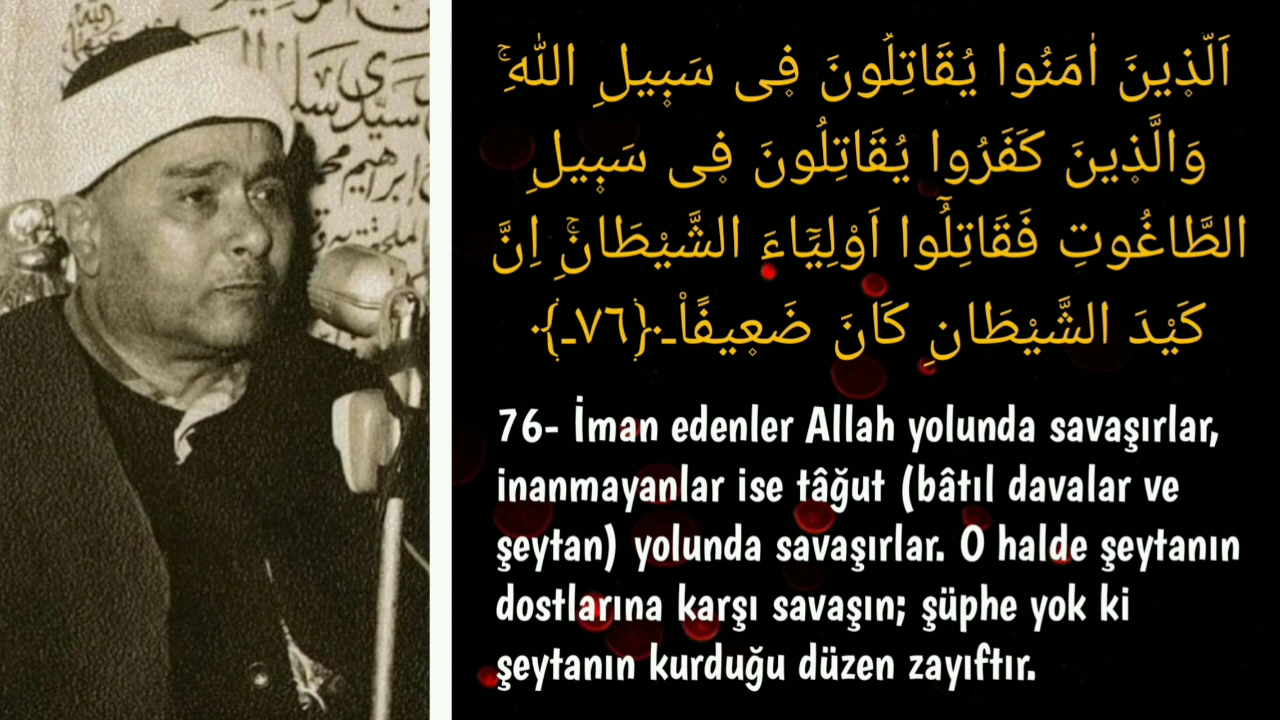 اَلَّذ۪ينَ اٰمَنُوا يُقَاتِلُونَ ف۪ى سَب۪يلِ اللّٰهِۚ
وَالَّذ۪ينَ كَفَرُوا يُقَاتِلُونَ ف۪ى سَب۪يلِ
الطَّاغُوتِ فَقَاتِلُٓوا اَوْلِيَٓاءَ الشَّيْطَانِۚ اِنَّ
كَيْدَ الشَّيْطَانِ كَانَ ضَع۪يفًا۟ـ.{٧٦ـ}.
76- İman edenler Allah yolunda savaşırlar,
inanmayanlar ise tâğut (bâtıl davalar ve
şeytan) yolunda savaşırlar. O halde şeytanın
dostlarına karşı savaşın; şüphe yok ki
şeytanın kurduğu düzen zayıftır.